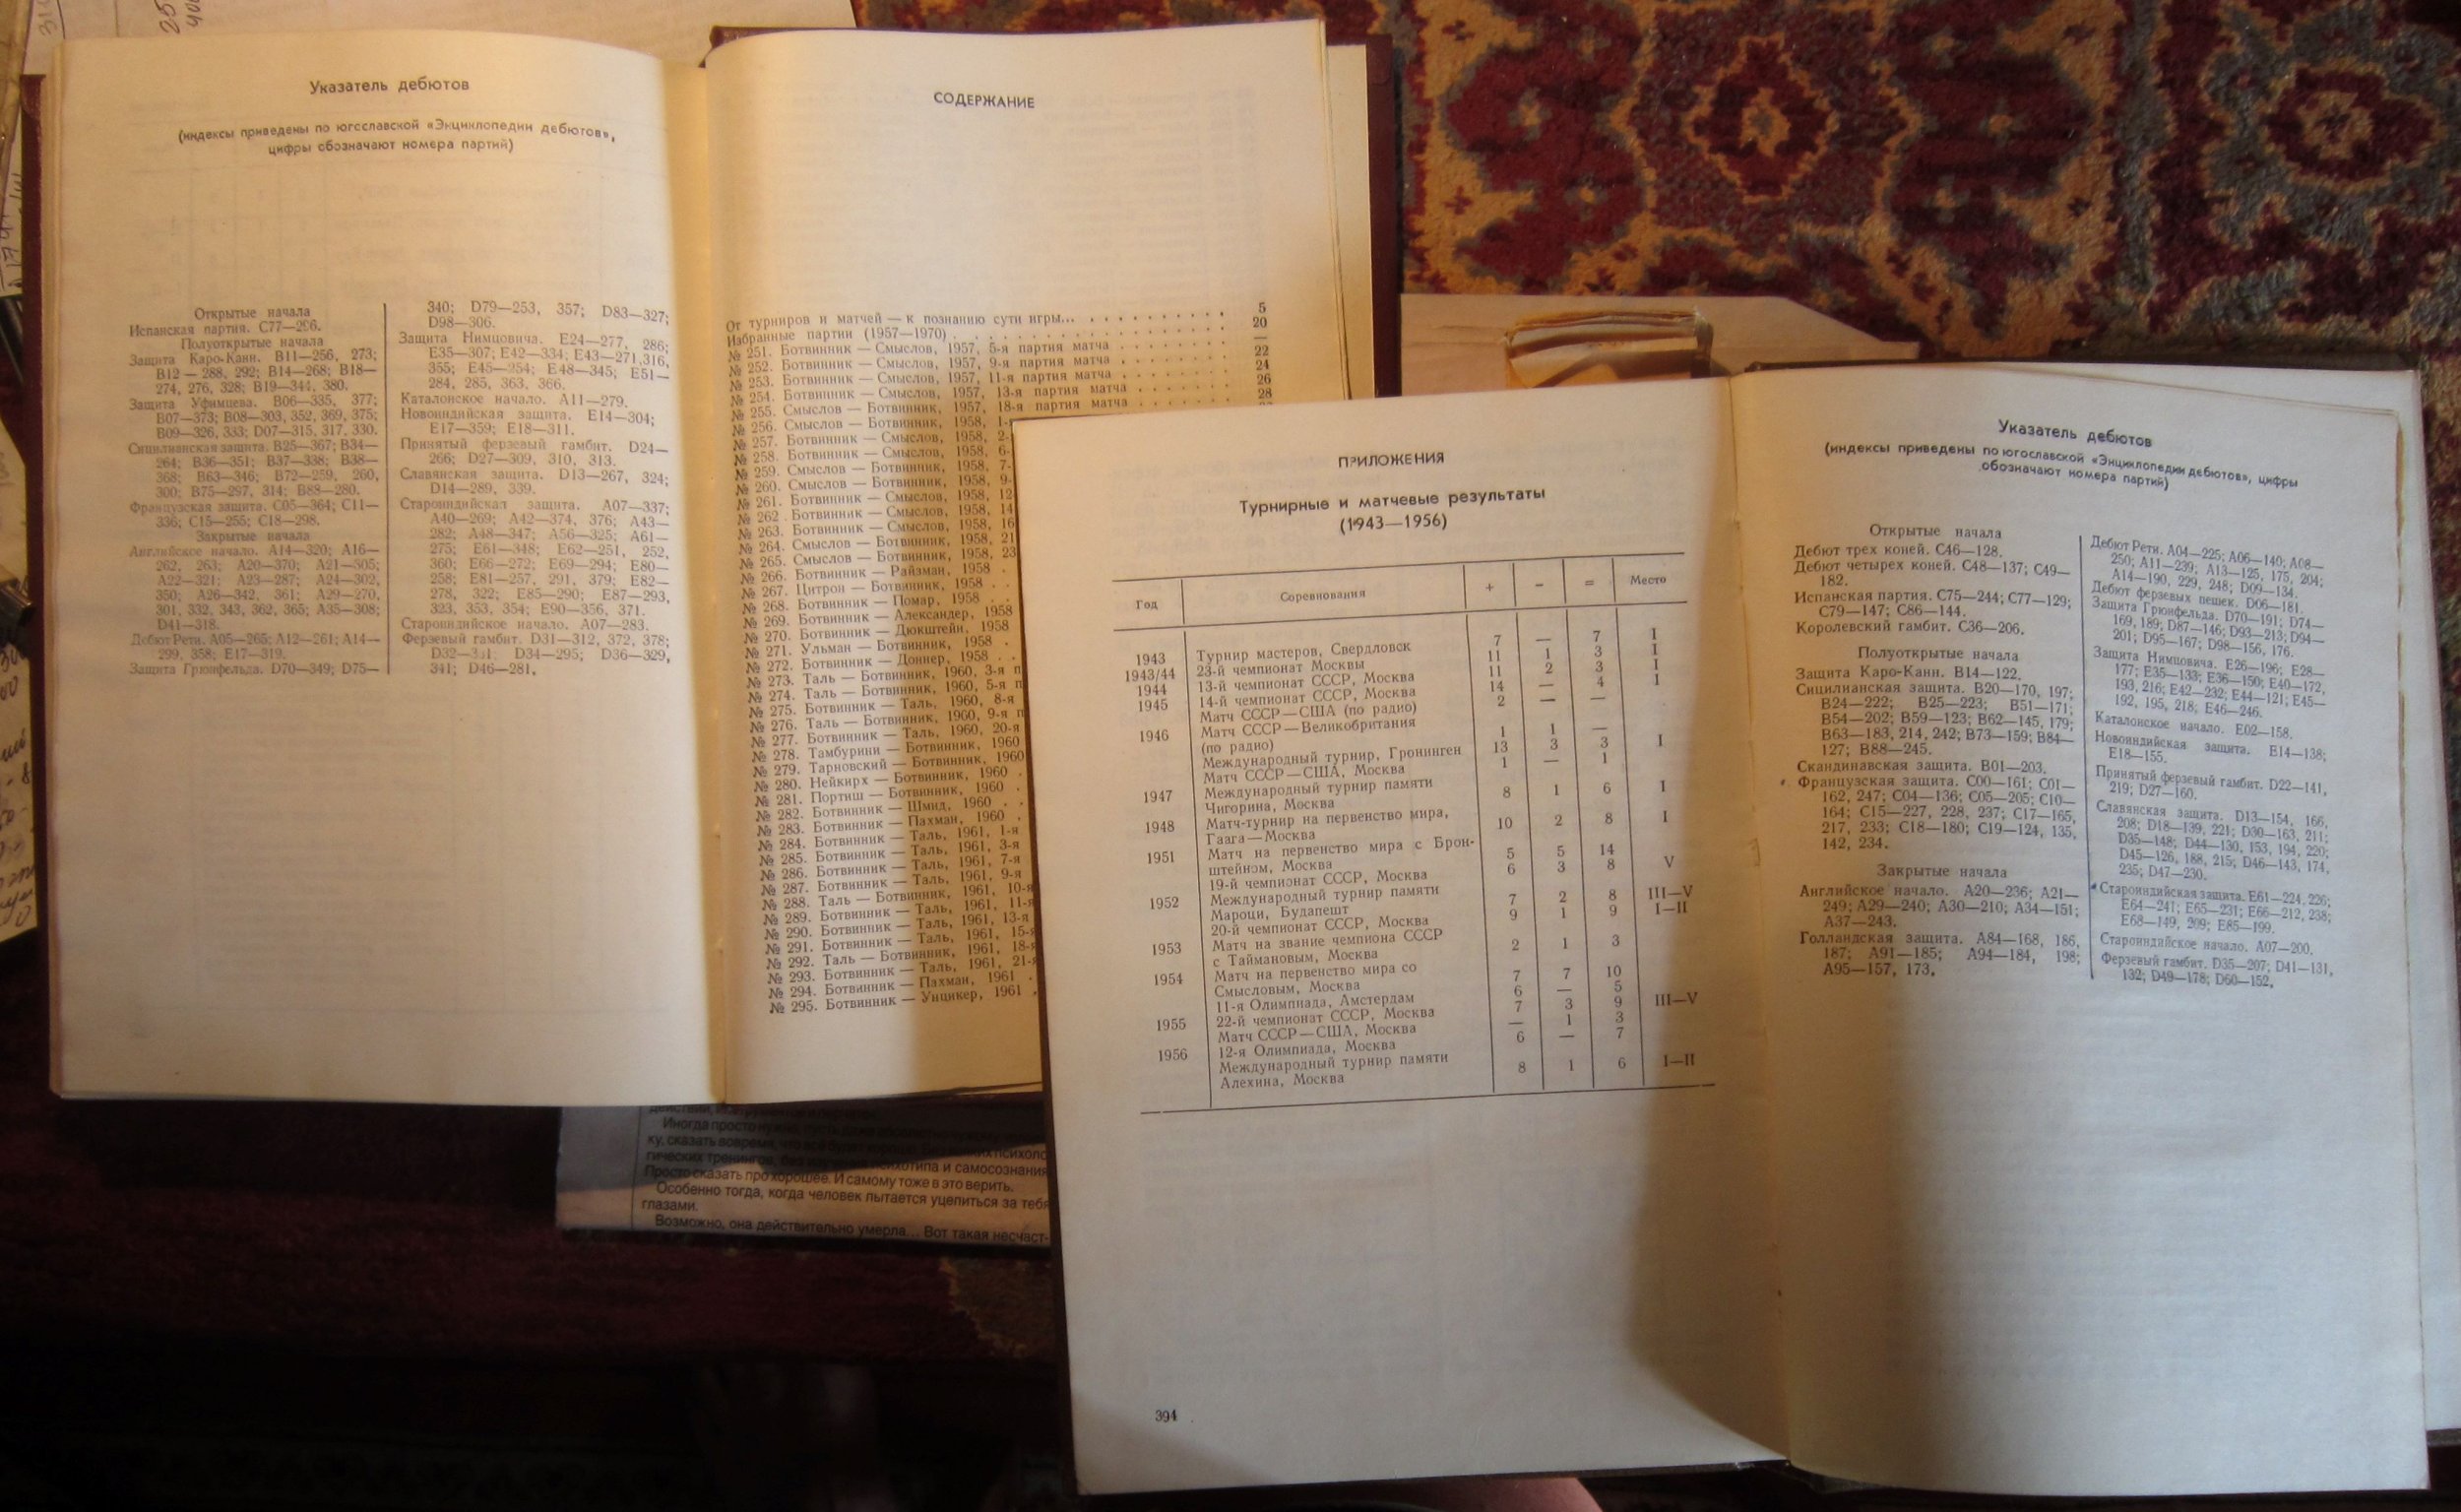 Указатель дебютов
(индексы приведены по югославской «Энциклопедии дебютов»,
цифры обозначают номера партий)
Открытые начала
Испанская партия. C77—296.
Полуоткрытые начала
Защита Каро-Канн. B11—256, 273;
B12 — 288, 292; B14—268; B18—
274, 276, 328; B19—344, 380.
Защита Уфимцева. B06—335, 377;
B07—373; B08—303, 352, 369, 375;
B09—326, 333; D07—315, 317, 330.
Сицилианская защита. B25—367; B34—
264; B36—351; B37—338; B38—
368; B63—346; B72—259, 260,
300; B75—297, 314; B88—280.
Французская защита. C05—364; C11—
336; C15—255; C18—298.
Закрытые начала
Английское начало. A14—320; A16—
262, 263; A20—370; A21—305;
A22—321; A23—287; A24—302,
350; A26—342, 361; A29—270,
301, 332, 343, 362, 365; A35—308;
D41—318.
Дебют Рети. A05—265; A12—261; A14—
299, 358; E17—319.
Защита Грюнфельда. D70—349; D75—
340; D79—253, 357; D83—327;
D98—306.
Защита Нимцовича. E24—277, 286;
E35—307; E42—334; E43—271,316,
355; E45—254; E48—345; E51—
284, 285, 363, 366.
Каталонское начало. A11—279.
Новоиндийская защита. E14—304;
E17—359; E18—311.
Принятый ферзевый гамбит. D24—
266; D27—309, 310, 313.
Славянская защита. D13—267, 324;
D14—289, 339.
Староиндийская защита. A07—337;
A40—269; A42—374, 376; A43—
282; A48—347; A56—325; A61—
275; E61—348; E62—251, 252,
360; E66—272; E69—294; E80—
258; E81—257, 291, 379; E82—
278, 322; E85—290; E87—293,
323, 353, 354; E90—356, 371.
Староиндийское начало. A07—283.
Ферзевый гамбит. D31—312, 372, 378;
D32—331; D34—295; D36—329,
341; D46—281.
СОДЕРЖАНИЕ
От турниров и матчей — к познанию сути игры... 5
Избранные партии (1957—1970) 20
№ 251. Ботвинник — Смыслов, 1957, 5-я партия матча —
№ 252. Ботвинник — Смыслов, 1957, 9-я партия матча 22
№ 253. Ботвинник — Смыслов, 1957, 11-я партия матча 24
№ 254. Ботвинник — Смыслов, 1957, 13-я партия матча 26
№ 255. Смыслов — Ботвинник, 1957, 18-я партия матча 28
№ 256. Смыслов — Ботвинник, 1958, 1-
№ 257. Ботвинник — Смыслов, 1958, 2-
№ 258. Ботвинник — Смыслов, 1958, 6-
№ 259. Смыслов — Ботвинник, 1958, 7-
№ 260. Смыслов — Ботвинник, 1958, 9-
№ 261. Ботвинник — Смыслов, 1958, 12
№ 262. Ботвинник — Смыслов, 1958, 14
№ 263. Ботвинник — Смыслов, 1958, 16
№ 264. Смыслов — Ботвинник, 1958, 21
№ 265. Смыслов — Ботвинник, 1958, 23
№ 266. Ботвинник — Райзман, 1958
№ 267. Цитрон — Ботвинник, 1958
№ 268. Ботвинник — Помар, 1958
№ 269. Ботвинник — Александер, 1958
№ 270. Ботвинник — Дюкштейн, 1958
№ 271. Ульман — Ботвинник, 1958
№ 272. Ботвинник — Доннер, 1958
№ 273. Таль — Ботвинник, 1960, 3-я п
№ 274. Таль — Ботвинник, 1960, 5-я п
№ 275. Ботвинник — Таль, 1960, 8-я
№ 276. Таль — Ботвинник, 1960, 9-я п
№ 277. Ботвинник — Таль, 1960, 20-я
№ 278. Тамбурини — Ботвинник, 1960
№ 279. Тарновский — Ботвинник, 1960
№ 280. Нейкирх — Ботвинник, 1960
№ 281. Портиш — Ботвинник, 1960
№ 282. Ботвинник — Шмид, 1960
№ 283. Ботвинник — Пахман, 1960
№ 284. Ботвинник — Таль, 1961, 1-я
№ 285. Ботвинник — Таль, 1961, 3-я
№ 286. Ботвинник — Таль, 1961, 7-я
№ 287. Ботвинник — Таль, 1961, 9-я
№ 288. Таль — Ботвинник, 1961, 10-я
№ 289. Ботвинник — Таль, 1961, 11-я
№ 290. Ботвинник — Таль, 1961, 13-я
№ 291. Ботвинник — Таль, 1961, 15-я
№ 292. Таль — Ботвинник, 1961, 18-я
№ 293. Ботвинник — Таль, 1961, 21-я
№ 294. Ботвинник — Пахман, 1961
№ 295. Ботвинник — Унцикер, 1961
ПРИЛОЖЕНИЯ
Турнирные и матчевые результаты
(1943—1956)
Год Соревнования + − = Место
1943 Турнир мастеров, Свердловск 7 — 7 I
1943/44 23-й чемпионат Москвы 11 1 3 I
1944 13-й чемпионат СССР, Москва 11 2 3 I
1945 14-й чемпионат СССР, Москва 14 — 4 I
Матч СССР—США (по радио) 2 — —
1946 Матч СССР—Великобритания
(по радио) 1 1 —
Международный турнир, Гронинген 13 3 3 I
Матч СССР—США, Москва 1 — 1
1947 Международный турнир памяти
Чигорина, Москва 8 1 6 I
1948 Матч-турнир на первенство мира,
Гаага—Москва 10 2 8 I
1951 Матч на первенство мира с Брон-
штейном, Москва 5 5 14
19-й чемпионат СССР, Москва 6 3 8 V
1952 Международный турнир памяти
Мароци, Будапешт 7 2 8 III—V
20-й чемпионат СССР, Москва 9 1 9 I—II
1953 Матч на звание чемпиона СССР
с Таймановым, Москва 2 1 3
1954 Матч на первенство мира со
Смысловым, Москва 7 7 10
11-я Олимпиада, Амстердам 6 — 5
1955 22-й чемпионат СССР, Москва 7 3 9 III—V
Матч СССР—США, Москва — 1 3
1956 12-я Олимпиада, Москва 6 — 7
Международный турнир памяти
Алехина, Москва 8 1 6 I—II
394
Указатель дебютов
(индексы приведены по югославской «Энциклопедии дебютов», цифры
обозначают номера партий)
Открытые начала
Дебют трех коней. C46—128.
Дебют четырех коней. C48—137; C49—
182.
Испанская партия. C75—244; C77—129;
C79—147; C86—144.
Королевский гамбит. C36—206.
Полуоткрытые начала
Защита Каро-Канн. B14—122.
Сицилианская защита. B20—170, 197;
B24—222; B25—223; B51—171;
B54—202; B59—123; B62—145, 179;
B63—183, 214, 242; B73—159; B84—
127; B88—245.
Скандинавская защита. B01—203.
Французская защита. C00—161; C01—
162, 247; C04—136; C05—205; C10—
164; C15—227, 228, 237; C17—165,
217, 233; C18—180; C19—124, 135,
142, 234.
Закрытые начала
Английское начало. A20—236; A21—
249; A29—240; A30—210; A34—151;
A37—243.
Голландская защита. A84—168, 186,
187; A91—185; A94—184, 198;
A95—157, 173.
Дебют Рети. A04—225; A06—140; A08—
250; A11—239; A13—125, 175, 204;
A14—190, 229, 248; D09—134.
Дебют ферзевых пешек. D06—181.
Защита Грюнфельда. D70—191; D74—
169, 189; D87—146; D93—213; D94—
201; D95—167; D98—156, 176.
Защита Нимцовича. E26—196; E28—
177; E35—133; E36—150; E40—172,
193, 216; E42—232; E44—121; E45—
192, 195, 218; E46—246.
Каталонское начало. E02—158.
Новоиндийская защита. E14—138;
E18—155.
Принятый ферзевый гамбит. D22—141,
219; D27—160.
Славянская защита. D13—154, 166,
208; D18—139, 221; D30—163, 211;
D35—148; D44—130, 153, 194, 220;
D45—126, 188, 215; D46—143, 174,
235; D47—230.
Староиндийская защита. E61—224, 226;
E64—241; E65—231; E66—212, 238;
E68—149, 209; E85—199.
Староиндийское начало. A07—200.
Ферзевый гамбит. D35—207; D41—131,
132; D49—178; D60—152.
Иногда просто нужно
ку, сказать вовремя, что всё будет хорошо.
гических тренингов, без изучения психотипа и самосознания
Просто сказать про хорошее. И самому тоже в это верить.
Особенно тогда, когда человек пытается уцепиться за тебя
глазами.
Возможно, она действительно умерла... Вот такая несчаст-